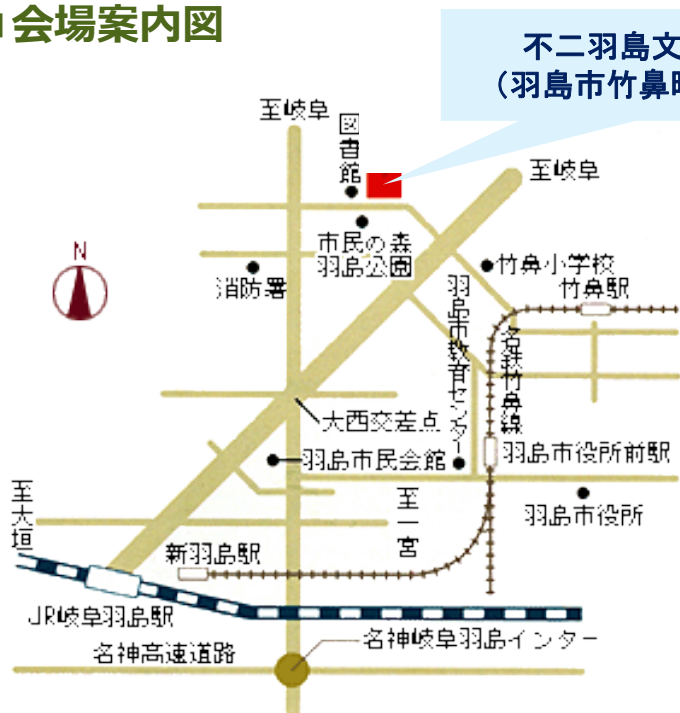 会場案内図
不二羽島文
（羽島市竹鼻町
至岐阜
図書館
至岐阜
市民の森
羽島公園
N
消防署
竹鼻小学校
竹鼻駅
羽島市教育センター
名鉄竹鼻線
大西交差点
羽島市民会館
羽島市役所前駅
至大垣
至一宮
羽島市役所
新羽島駅
JR岐阜羽島駅
名神岐阜羽島インター
名神高速道路